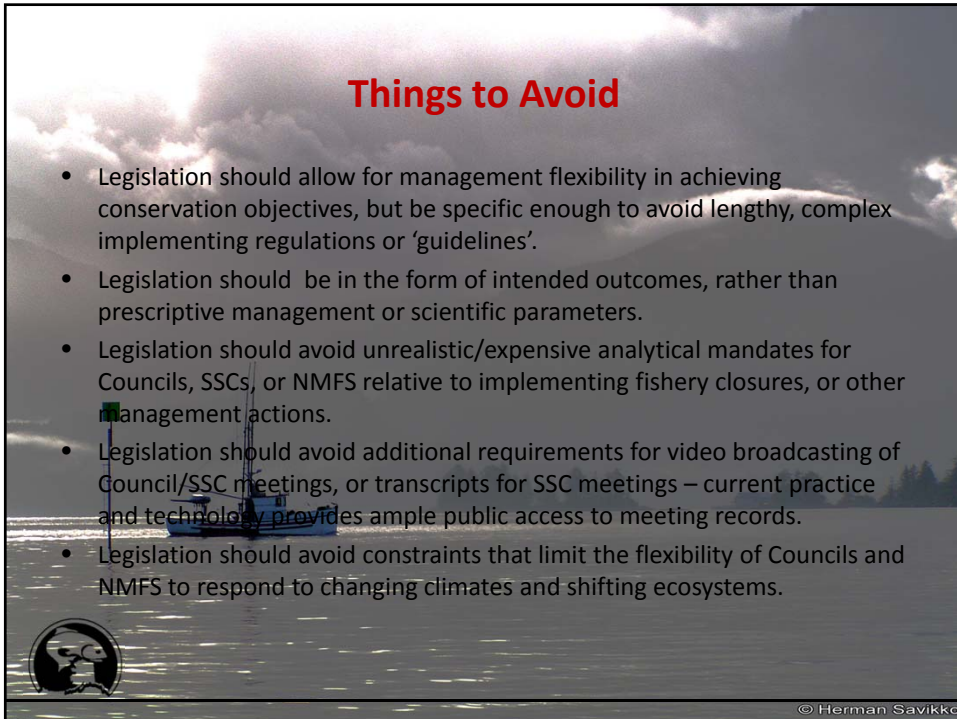 Things to Avoid
• Legislation should allow for management flexibility in achieving
conservation objectives, but be specific enough to avoid lengthy, complex
implementing regulations or ‘guidelines’.
• Legislation should  be in the form of intended outcomes, rather than
prescriptive management or scientific parameters.
• Legislation should avoid unrealistic/expensive analytical mandates for
Councils, SSCs, or NMFS relative to implementing fishery closures, or other
management actions.
• Legislation should avoid additional requirements for video broadcasting of
Council/SSC meetings, or transcripts for SSC meetings – current practice
and technology provides ample public access to meeting records.
• Legislation should avoid constraints that limit the flexibility of Councils and
NMFS to respond to changing climates and shifting ecosystems.
© Herman Savikko